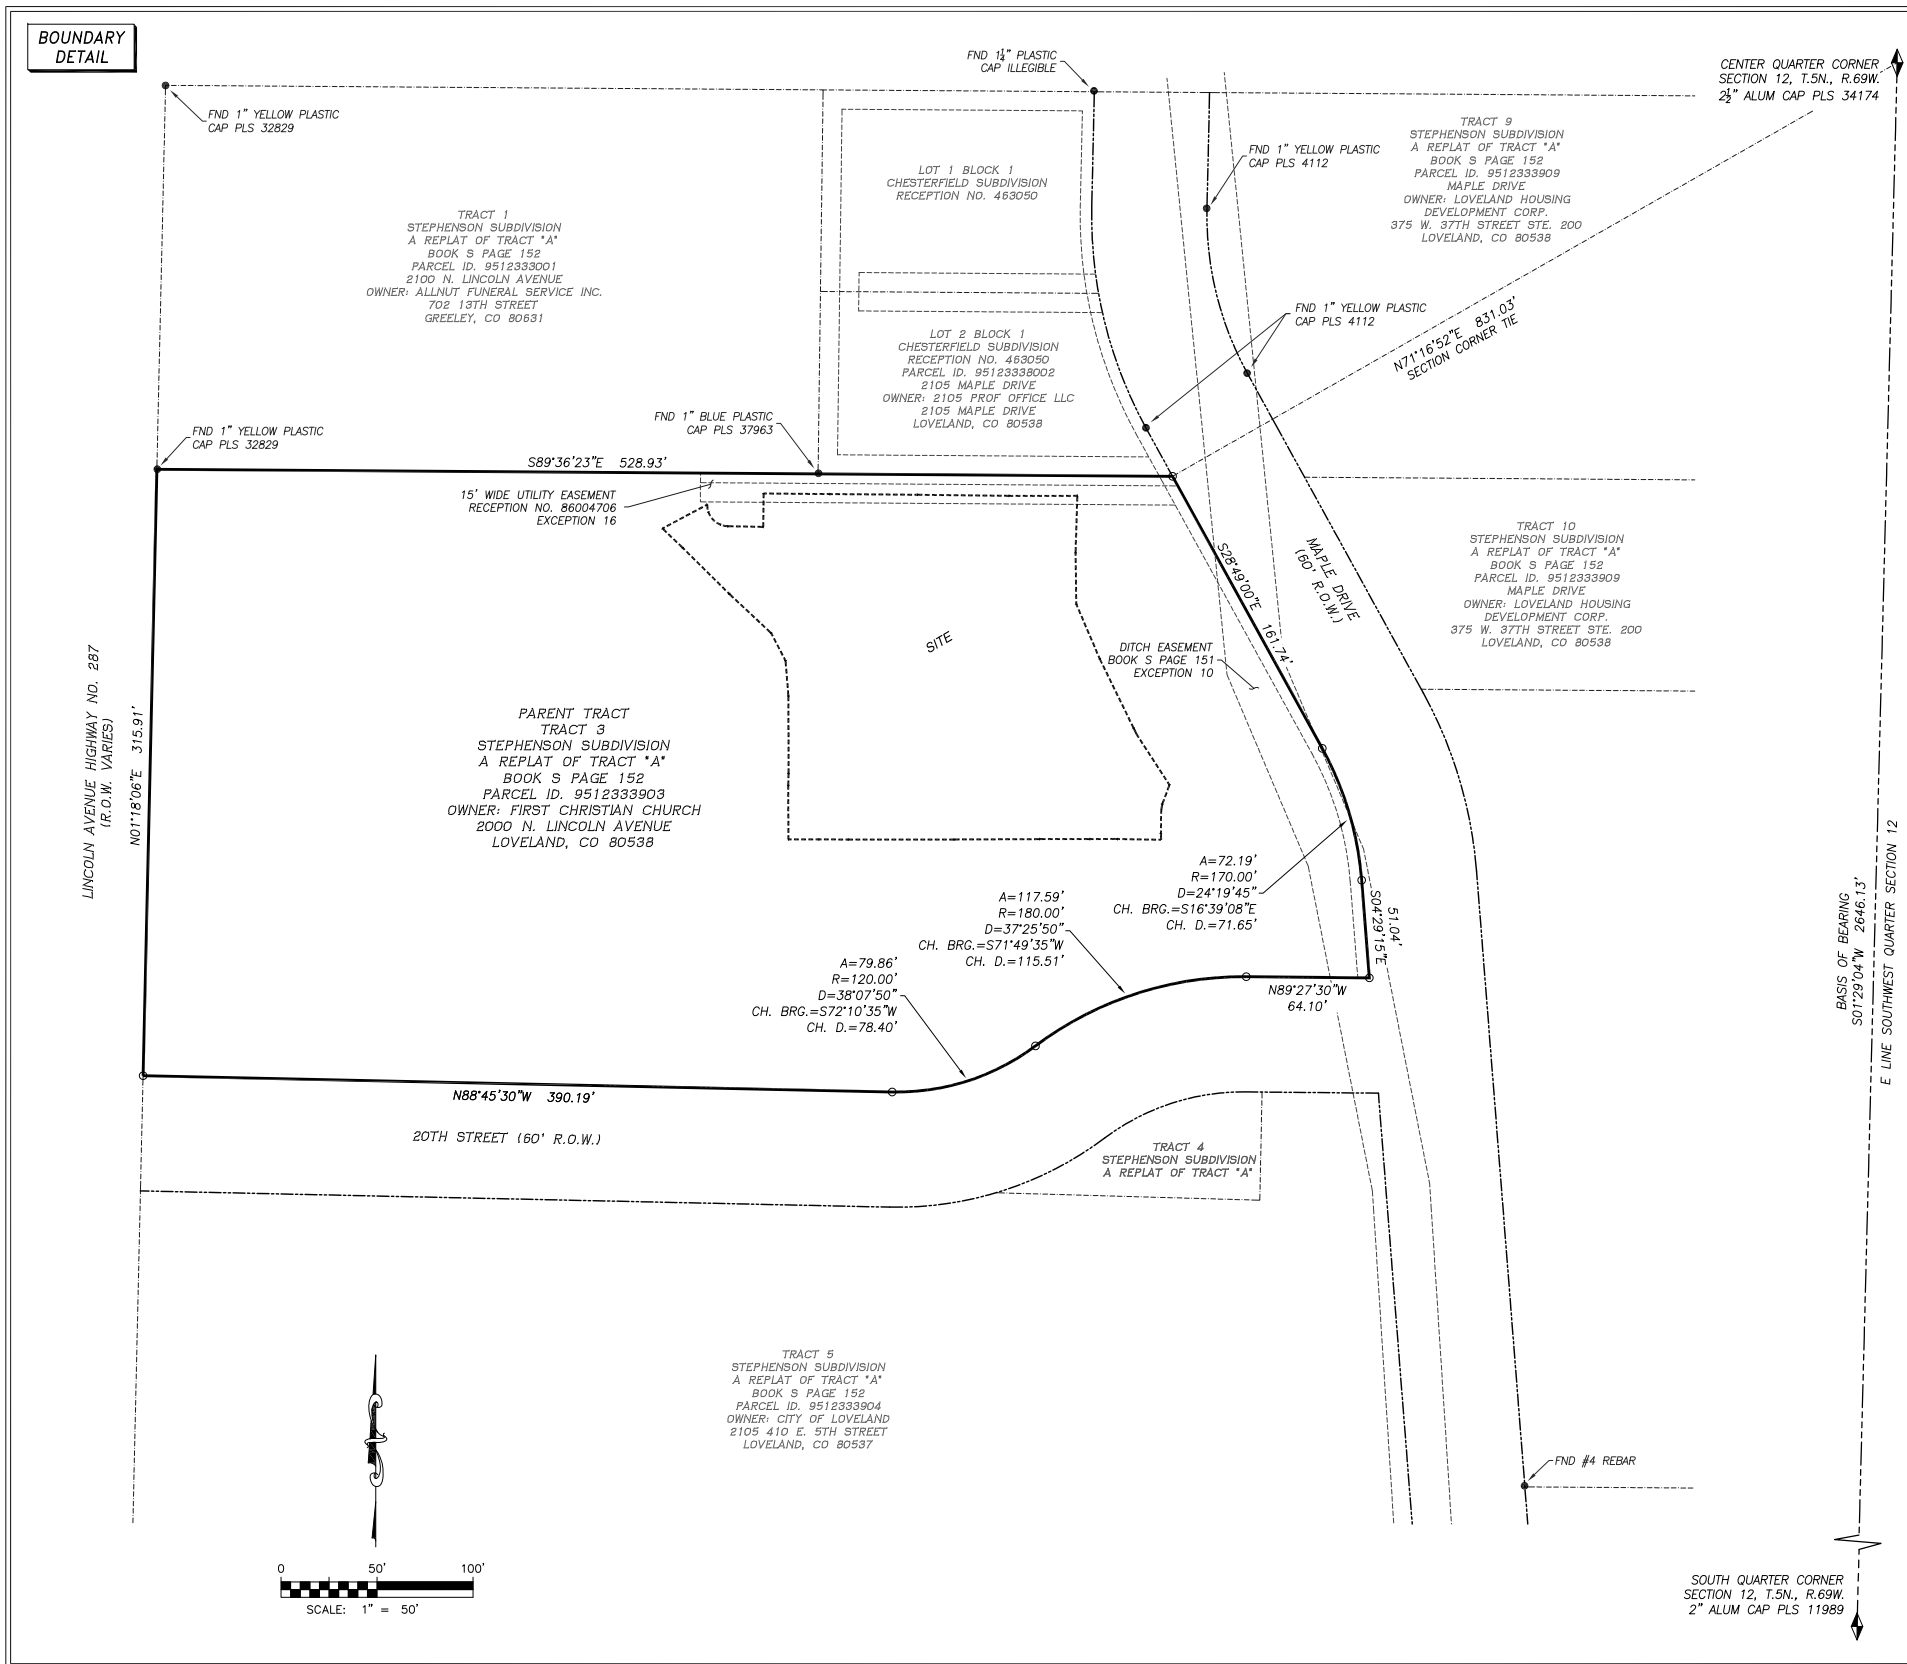 BOUNDARY
DETAIL
FND 1¼" PLASTIC
CAP ILLEGIBLE
CENTER QUARTER CORNER
SECTION 12, T.5N., R.69W.
2½" ALUM CAP PLS 34174
FND 1" YELLOW PLASTIC
CAP PLS 32829
TRACT 9
STEPHENSON SUBDIVISION
A REPLAT OF TRACT "A"
BOOK S PAGE 152
PARCEL ID. 9512333909
MAPLE DRIVE
OWNER: LOVELAND HOUSING
DEVELOPMENT CORP.
375 W. 37TH STREET STE. 200
LOVELAND, CO 80538
FND 1" YELLOW PLASTIC
CAP PLS 4112
LOT 1 BLOCK 1
CHESTERFIELD SUBDIVISION
RECEPTION NO. 463050
TRACT 1
STEPHENSON SUBDIVISION
A REPLAT OF TRACT "A"
BOOK S PAGE 152
PARCEL ID. 9512333001
2100 N. LINCOLN AVENUE
OWNER: ALLNUT FUNERAL SERVICE INC.
702 13TH STREET
GREELEY, CO 80631
FND 1" YELLOW PLASTIC
CAP PLS 4112
N71°16'52"E 831.03'
SECTION CORNER TIE
LOT 2 BLOCK 1
CHESTERFIELD SUBDIVISION
RECEPTION NO. 463050
PARCEL ID. 95123338002
2105 MAPLE DRIVE
OWNER: 2105 PROF OFFICE LLC
2105 MAPLE DRIVE
LOVELAND, CO 80538
FND 1" BLUE PLASTIC
CAP PLS 37963
FND 1" YELLOW PLASTIC
CAP PLS 32829
S89°36'23"E 528.93'
15' WIDE UTILITY EASEMENT
RECEPTION NO. 86004706
EXCEPTION 16
S28°49'00"E 161.74'
MAPLE DRIVE
(60' R.O.W.)
TRACT 10
STEPHENSON SUBDIVISION
A REPLAT OF TRACT "A"
BOOK S PAGE 152
PARCEL ID. 9512333909
MAPLE DRIVE
OWNER: LOVELAND HOUSING
DEVELOPMENT CORP.
375 W. 37TH STREET STE. 200
LOVELAND, CO 80538
SITE
DITCH EASEMENT
BOOK S PAGE 151
EXCEPTION 10
LINCOLN AVENUE HIGHWAY NO. 287
(R.O.W. VARIES)
N01°18'06"E 315.91'
PARENT TRACT
TRACT 3
STEPHENSON SUBDIVISION
A REPLAT OF TRACT "A"
BOOK S PAGE 152
PARCEL ID. 9512333903
OWNER: FIRST CHRISTIAN CHURCH
2000 N. LINCOLN AVENUE
LOVELAND, CO 80538
A=72.19'
R=170.00'
D=24°19'45"
CH. BRG.=S16°39'08"E
CH. D.=71.65'
A=117.59'
R=180.00'
D=37°25'50"
CH. BRG.=S71°49'35"W
CH. D.=115.51'
A=79.86'
R=120.00'
D=38°07'50"
CH. BRG.=S72°10'35"W
CH. D.=78.40'
51.04'
S04°29'15"E
N89°27'30"W
64.10'
BASIS OF BEARING
S01°29'04"W 2646.13'
E LINE SOUTHWEST QUARTER SECTION 12
N88°45'30"W 390.19'
20TH STREET (60' R.O.W.)
TRACT 4
STEPHENSON SUBDIVISION
A REPLAT OF TRACT "A"
TRACT 5
STEPHENSON SUBDIVISION
A REPLAT OF TRACT "A"
BOOK S PAGE 152
PARCEL ID. 9512333904
OWNER: CITY OF LOVELAND
2105 410 E. 5TH STREET
LOVELAND, CO 80537
FND #4 REBAR
0 50' 100'
SCALE: 1" = 50'
SOUTH QUARTER CORNER
SECTION 12, T.5N., R.69W.
2" ALUM CAP PLS 11989